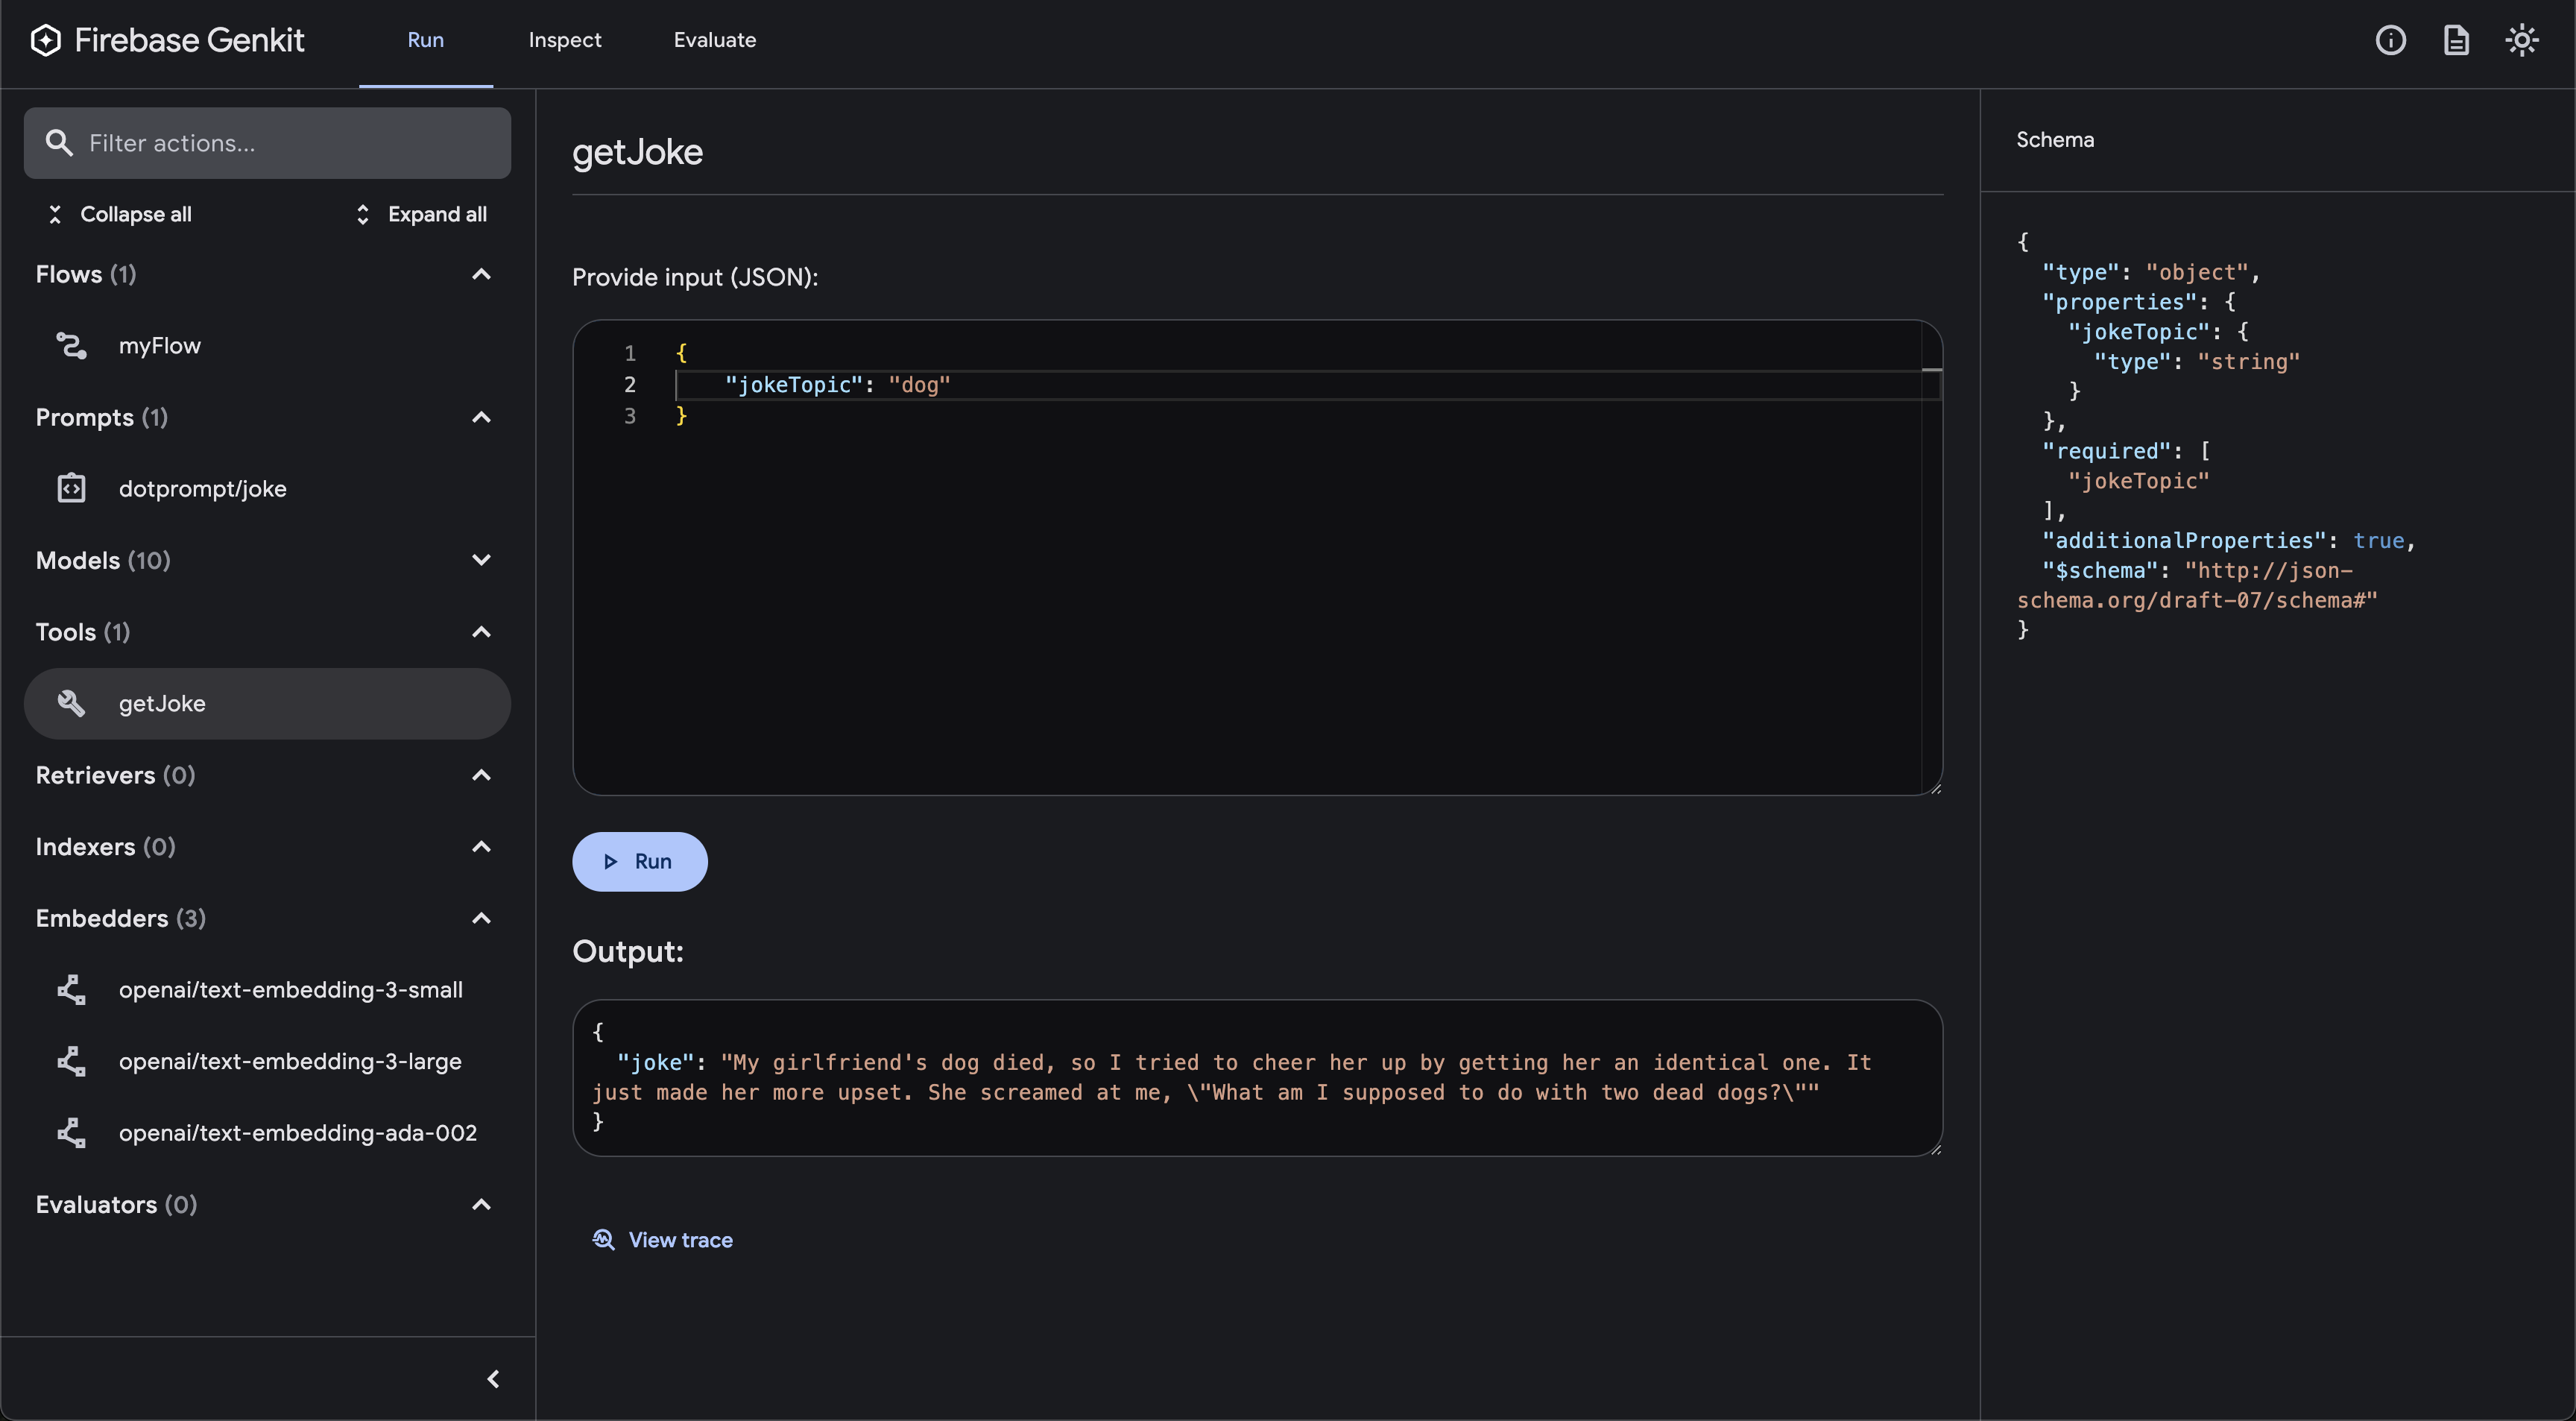 Firebase Genkit
Run
Inspect
Evaluate
Filter actions...
Collapse all
Expand all
Flows (1)
myFlow
Prompts (1)
dotprompt/joke
Models (10)
Tools (1)
getJoke
Retrievers (0)
Indexers (0)
Embedders (3)
openai/text-embedding-3-small
openai/text-embedding-3-large
openai/text-embedding-ada-002
Evaluators (0)
getJoke
Provide input (JSON):
1 {
2     "jokeTopic": "dog"
3 }
Run
Output:
{
  "joke": "My girlfriend's dog died, so I tried to cheer her up by getting her an identical one. It
just made her more upset. She screamed at me, \"What am I supposed to do with two dead dogs?\""
}
View trace
Schema
{
  "type": "object",
  "properties": {
    "jokeTopic": {
      "type": "string"
    }
  },
  "required": [
    "jokeTopic"
  ],
  "additionalProperties": true,
  "$schema": "http://json-
schema.org/draft-07/schema#"
}